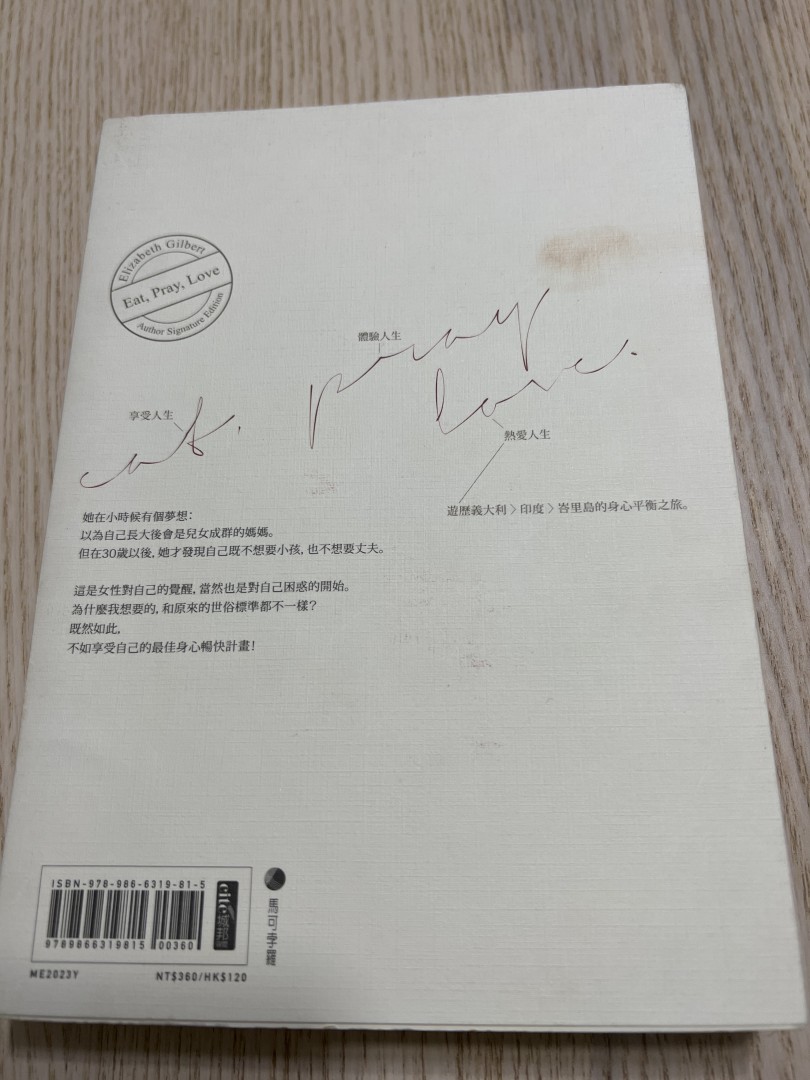 Elizabeth Gilbert
Eat, Pray, Love
Author Signature Edition
體驗人生
pray
享受人生
eat.
love.
熱愛人生
遊歷義大利〉印度〉峇里島的身心平衡之旅。
她在小時候有個夢想：
以為自己長大後會是兒女成群的媽媽。
但在30歲以後, 她才發現自己既不想要小孩, 也不想要丈夫。
這是女性對自己的覺醒, 當然也是對自己困惑的開始。
為什麼我想要的, 和原來的世俗標準都不一樣？
既然如此,
不如享受自己的最佳身心暢快計畫！
ISBN-978-986-6319-81-5
cité城邦
9789866319815
00360
馬可孛羅
ME2023Y
NT$360/HK$120